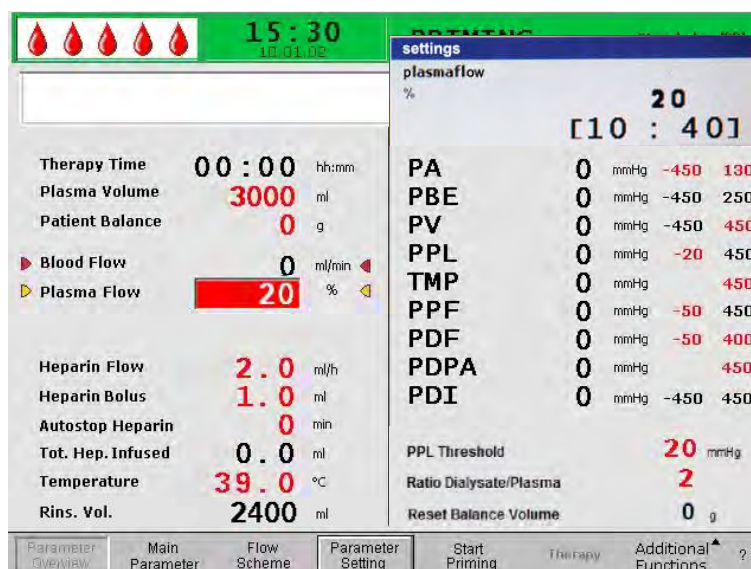 15:30
10.01.02
settings
plasmaflow
%
20
[10 : 40]
Therapy Time 00:00 hh:mm
Plasma Volume 3000 ml
Patient Balance 0 g
Blood Flow 0 ml/min
Plasma Flow 20 %
Heparin Flow 2.0 ml/h
Heparin Bolus 1.0 ml
Autostop Heparin 0 min
Tot. Hep. Infused 0.0 ml
Temperature 39.0 °C
Rins. Vol. 2400 ml
PA 0 mmHg -450 130
PBE 0 mmHg -450 250
PV 0 mmHg -450 450
PPL 0 mmHg -20 450
TMP 0 mmHg 450
PPF 0 mmHg -50 450
PDF 0 mmHg -50 400
PDPA 0 mmHg 450
PDI 0 mmHg -450 450
PPL Threshold 20 mmHg
Ratio Dialysate/Plasma 2
Reset Balance Volume 0 g
Parameter Overview
Main Parameter
Flow Scheme
Parameter Setting
Start Priming
Therapy
Additional Functions
?